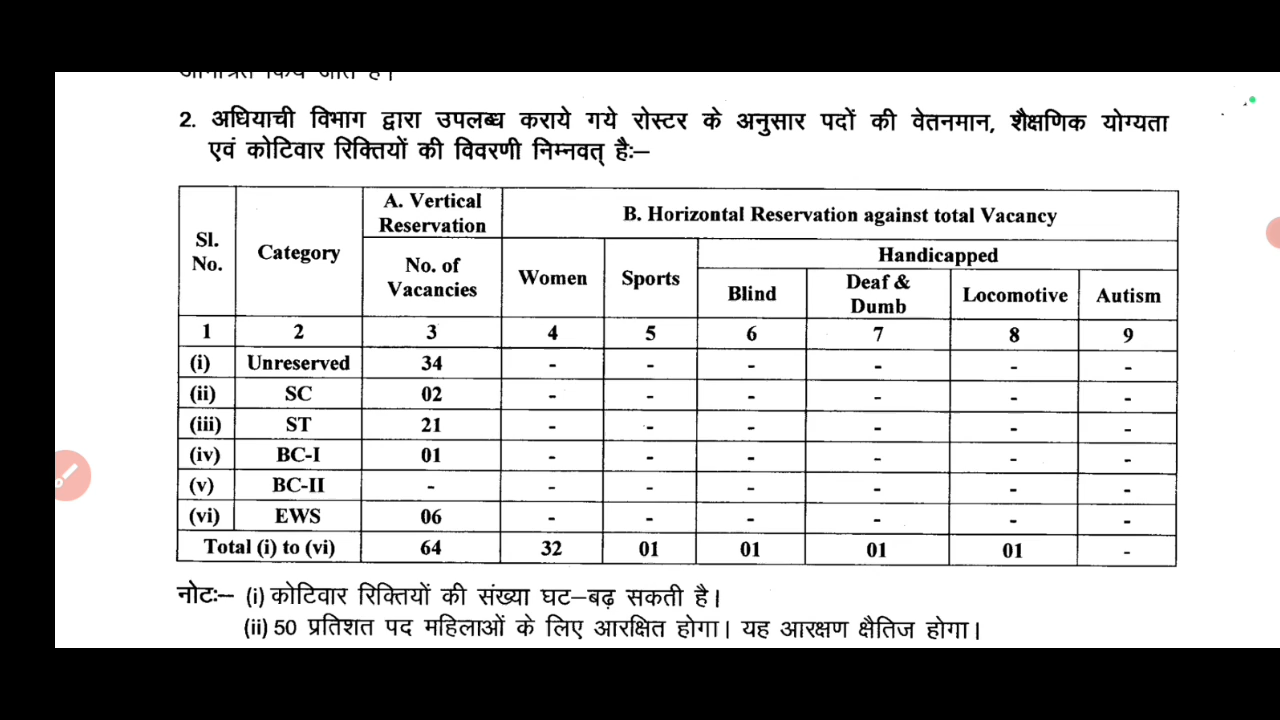 2. अधियाची विभाग द्वारा उपलब्ध कराये गये रोस्टर के अनुसार पदों की वेतनमान, शैक्षणिक योग्यता
एवं कोटिवार रिक्तियों की विवरणी निम्नवत् हैः–
Sl. No. Category A. Vertical Reservation B. Horizontal Reservation against total Vacancy
No. of Vacancies Women Sports Handicapped
Blind Deaf & Dumb Locomotive Autism
1 2 3 4 5 6 7 8 9
(i) Unreserved 34 - - - - - -
(ii) SC 02 - - - - - -
(iii) ST 21 - - - - - -
(iv) BC-I 01 - - - - - -
(v) BC-II - - - - - - -
(vi) EWS 06 - - - - - -
Total (i) to (vi) 64 32 01 01 01 01 -
नोटः– (i) कोटिवार रिक्तियों की संख्या घट–बढ़ सकती है।
(ii) 50 प्रतिशत पद महिलाओं के लिए आरक्षित होगा। यह आरक्षण क्षैतिज होगा।